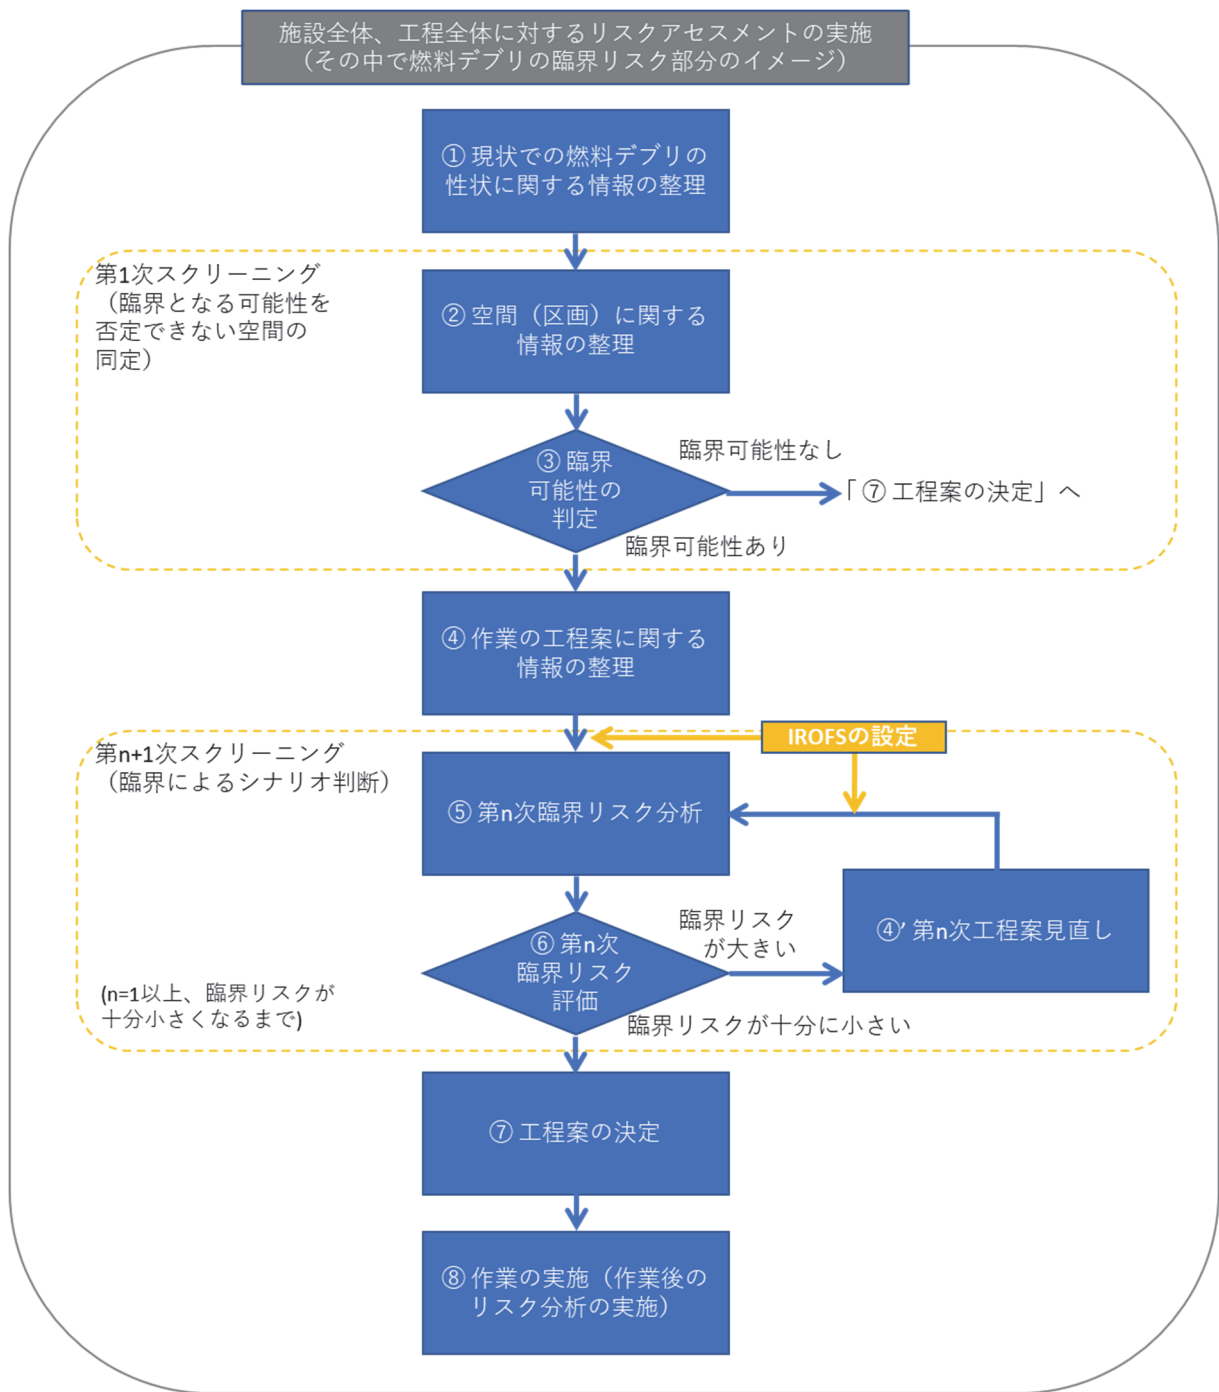 施設全体、工程全体に対するリスクアセスメントの実施
（その中で燃料デブリの臨界リスク部分のイメージ）
① 現状での燃料デブリの
性状に関する情報の整理
第1次スクリーニング
（臨界となる可能性を
否定できない空間の
同定）
② 空間（区画）に関する
情報の整理
③ 臨界
可能性の
判定
臨界可能性なし
「 ⑦ 工程案の決定」へ
臨界可能性あり
④ 作業の工程案に関する
情報の整理
IROFSの設定
第n+1次スクリーニング
（臨界によるシナリオ判断）
⑤ 第n次臨界リスク分析
④’ 第n次工程案見直し
⑥ 第n次
臨界リスク
評価
臨界リスク
が大きい
(n=1以上、臨界リスクが
十分小さくなるまで)
臨界リスクが十分に小さい
⑦ 工程案の決定
⑧ 作業の実施（作業後の
リスク分析の実施）